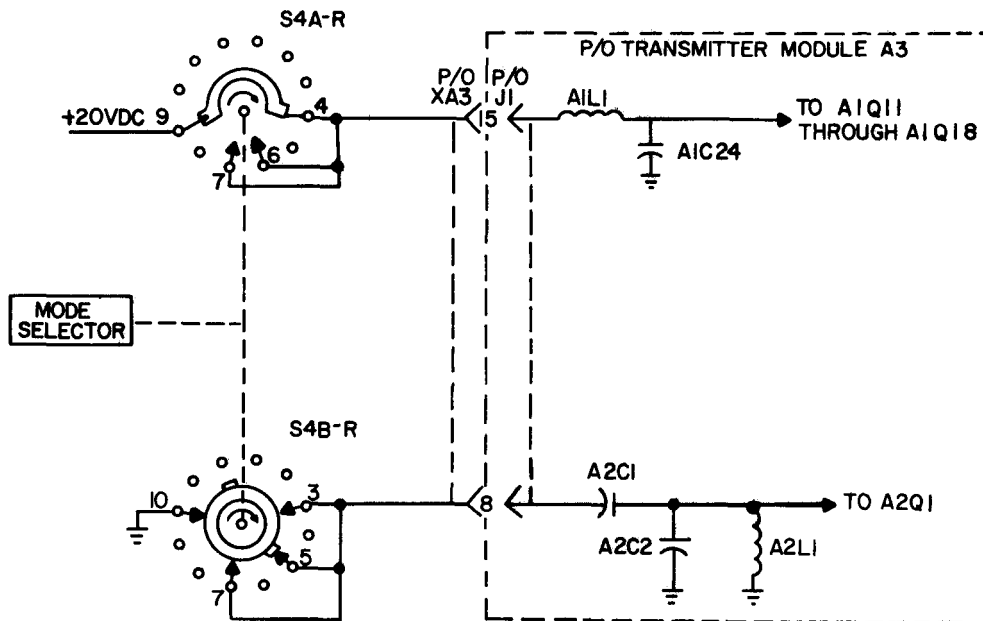 S4A-R
P/O TRANSMITTER MODULE A3
P/O
XA3
P/O
J1
+20VDC 9
4
15
A1L1
TO A1Q11
THROUGH A1Q18
A1C24
6
7
MODE
SELECTOR
S4B-R
10
3
8
A2C1
TO A2Q1
A2C2
A2L1
5
7